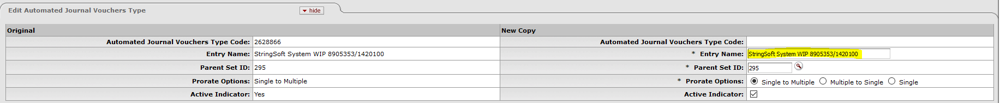 Edit Automated Journal Vouchers Type hide
Original New Copy
Automated Journal Vouchers Type Code: 2628866 Automated Journal Vouchers Type Code:
Entry Name: StringSoft System WIP 8905353/1420100 * Entry Name: StringSoft System WIP 8905353/1420100
Parent Set ID: 295 * Parent Set ID: 295
Prorate Options: Single to Multiple * Prorate Options: Single to Multiple Multiple to Single Single
Active Indicator: Yes Active Indicator: